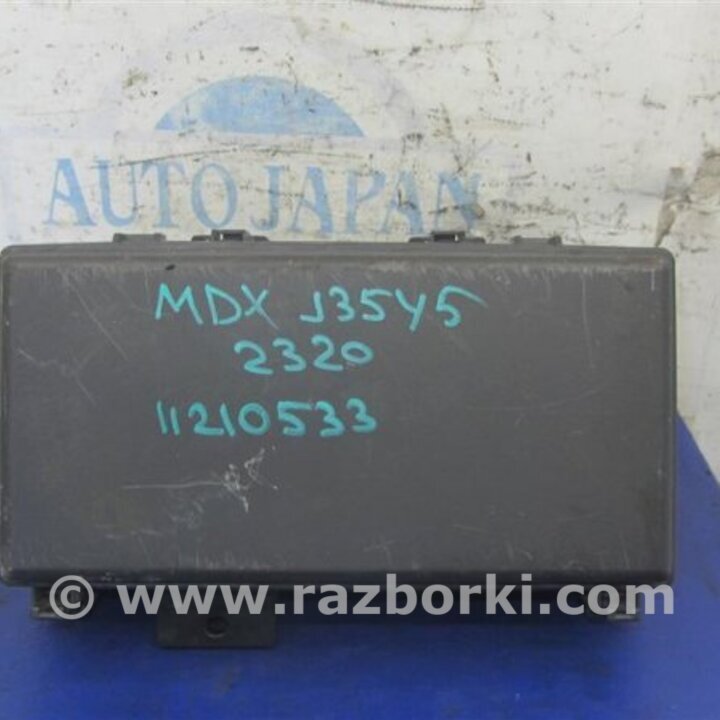 AUTO JAPAN
MDX J35Y5
2320
11210533
© www.razborki.com